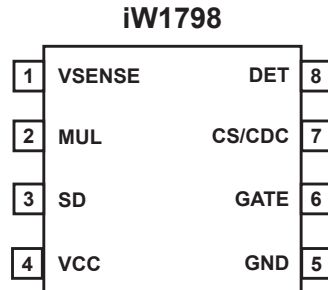 iW1798
1 VSENSE DET 8
2 MUL CS/CDC 7
3 SD GATE 6
4 VCC GND 5